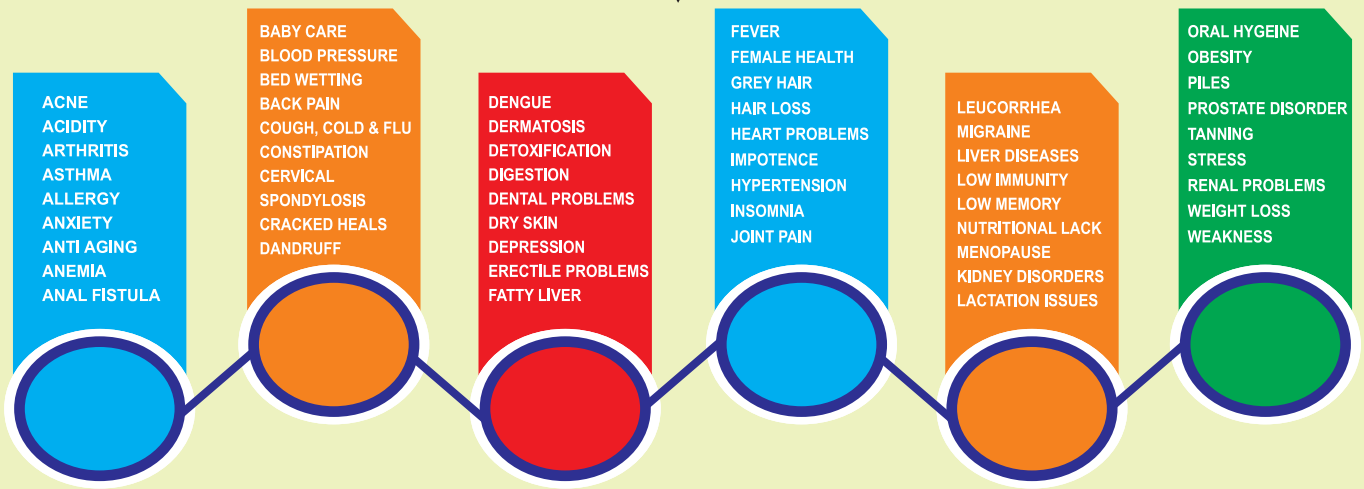 ACNE
ACIDITY
ARTHRITIS
ASTHMA
ALLERGY
ANXIETY
ANTI AGING
ANEMIA
ANAL FISTULA
BABY CARE
BLOOD PRESSURE
BED WETTING
BACK PAIN
COUGH, COLD & FLU
CONSTIPATION
CERVICAL
SPONDYLOSIS
CRACKED HEALS
DANDRUFF
DENGUE
DERMATOSIS
DETOXIFICATION
DIGESTION
DENTAL PROBLEMS
DRY SKIN
DEPRESSION
ERECTILE PROBLEMS
FATTY LIVER
FEVER
FEMALE HEALTH
GREY HAIR
HAIR LOSS
HEART PROBLEMS
IMPOTENCE
HYPERTENSION
INSOMNIA
JOINT PAIN
LEUCORRHEA
MIGRAINE
LIVER DISEASES
LOW IMMUNITY
LOW MEMORY
NUTRITIONAL LACK
MENOPAUSE
KIDNEY DISORDERS
LACTATION ISSUES
ORAL HYGEINE
OBESITY
PILES
PROSTATE DISORDER
TANNING
STRESS
RENAL PROBLEMS
WEIGHT LOSS
WEAKNESS